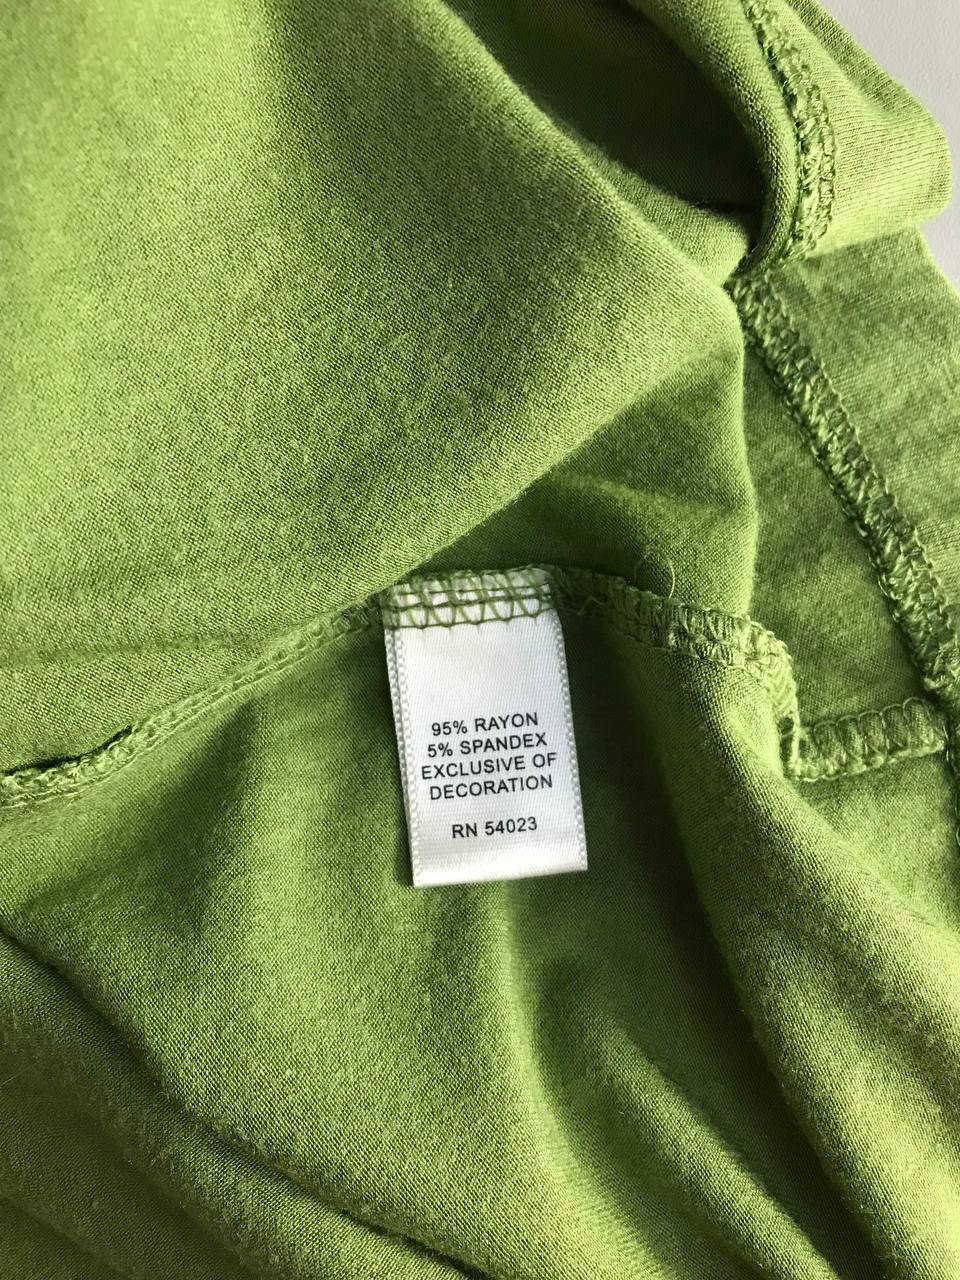 95% RAYON
5% SPANDEX
EXCLUSIVE OF
DECORATION
RN 54023